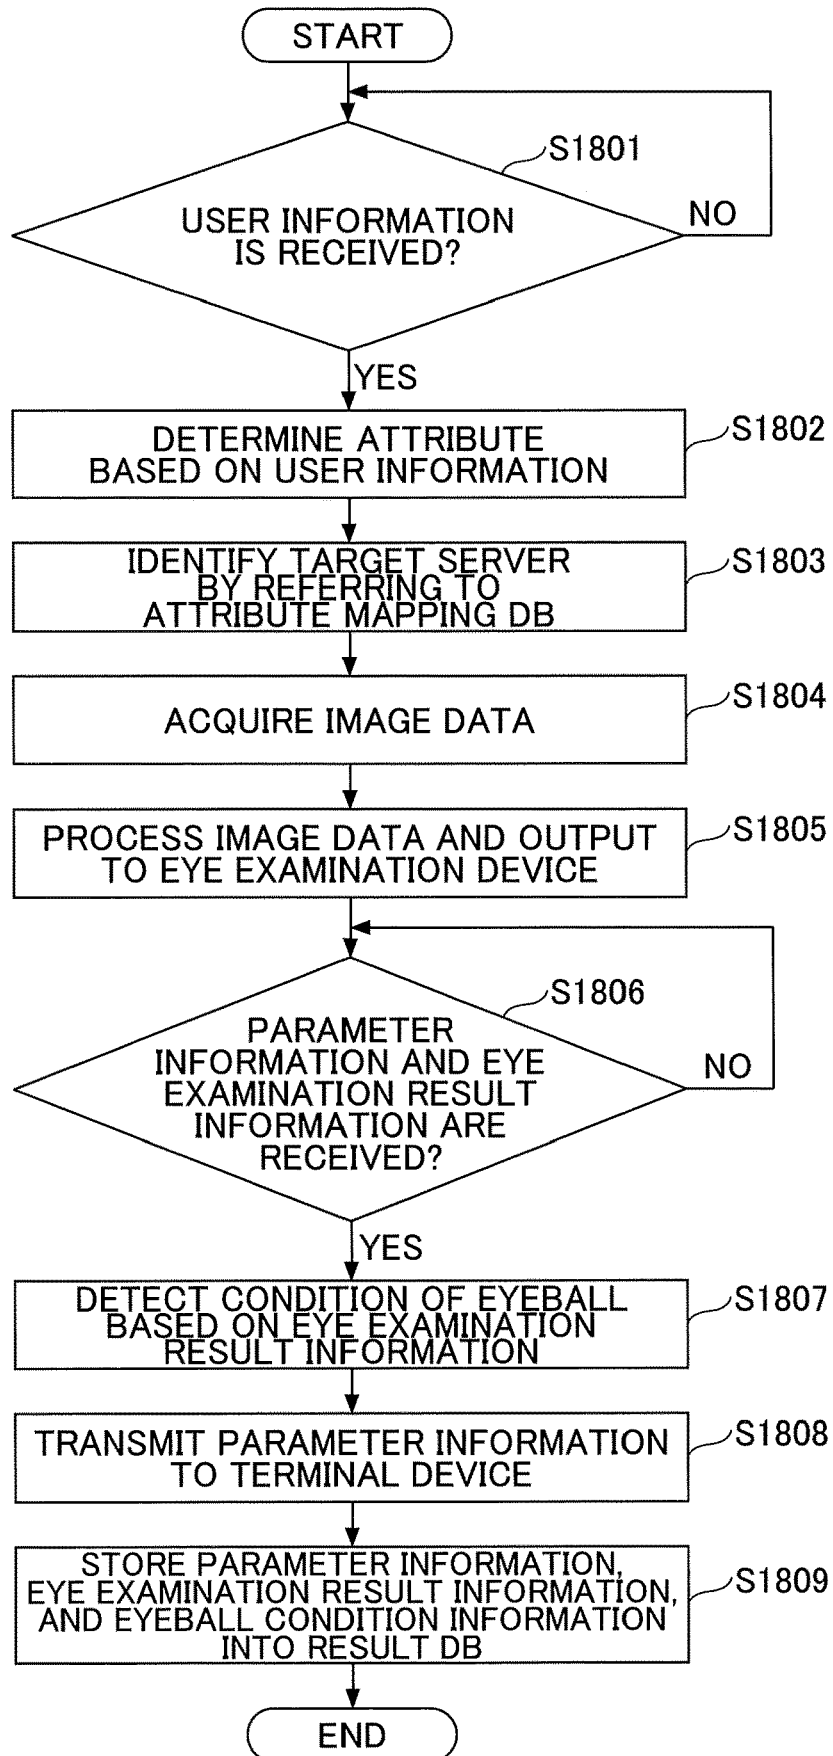 START
S1801
USER INFORMATION
IS RECEIVED?
NO
YES
DETERMINE ATTRIBUTE
BASED ON USER INFORMATION
S1802
IDENTIFY TARGET SERVER
BY REFERRING TO
ATTRIBUTE MAPPING DB
S1803
ACQUIRE IMAGE DATA
S1804
PROCESS IMAGE DATA AND OUTPUT
TO EYE EXAMINATION DEVICE
S1805
S1806
PARAMETER
INFORMATION AND EYE
EXAMINATION RESULT
INFORMATION ARE
RECEIVED?
NO
YES
DETECT CONDITION OF EYEBALL
BASED ON EYE EXAMINATION
RESULT INFORMATION
S1807
TRANSMIT PARAMETER INFORMATION
TO TERMINAL DEVICE
S1808
STORE PARAMETER INFORMATION,
EYE EXAMINATION RESULT INFORMATION,
AND EYEBALL CONDITION INFORMATION
INTO RESULT DB
S1809
END